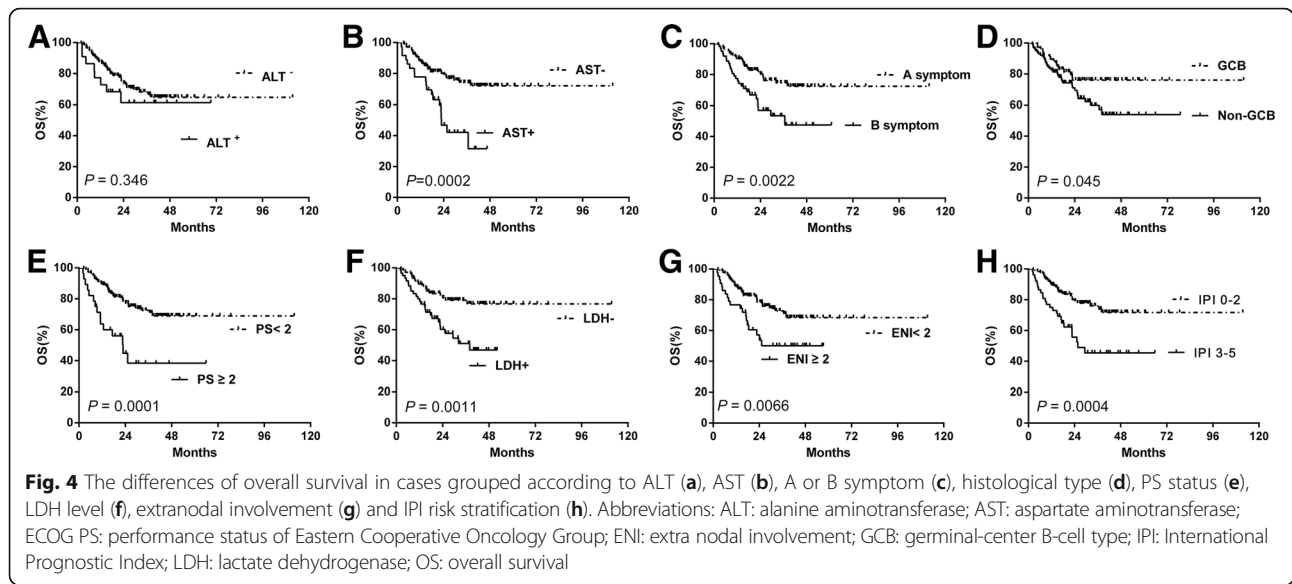 A B C D
100 100 100 100
80 ALT - 80 AST- 80 A symptom 80 GCB
60 60 60 60
OS(%) OS(%) OS(%) OS(%)
40 ALT + 40 AST+ 40 B symptom 40 Non-GCB
20 20 20 20
P = 0.346 P=0.0002 P = 0.0022 P = 0.045
0 0 0 0
0 24 48 72 96 120 0 24 48 72 96 120 0 24 48 72 96 120 0 24 48 72 96 120
Months Months Months Months
E F G H
100 100 100 100
80 80 80 80 IPI 0-2
60 PS< 2 60 LDH- 60 ENI< 2 60
OS(%) OS(%) OS(%) OS(%)
40 PS ≥ 2 40 LDH+ 40 ENI ≥ 2 40 IPI 3-5
20 20 20 20
P = 0.0001 P = 0.0011 P = 0.0066 P = 0.0004
0 0 0 0
0 24 48 72 96 120 0 24 48 72 96 120 0 24 48 72 96 120 0 24 48 72 96 120
Months Months Months Months
Fig. 4 The differences of overall survival in cases grouped according to ALT (a), AST (b), A or B symptom (c), histological type (d), PS status (e),
LDH level (f), extranodal involvement (g) and IPI risk stratification (h). Abbreviations: ALT: alanine aminotransferase; AST: aspartate aminotransferase;
ECOG PS: performance status of Eastern Cooperative Oncology Group; ENI: extra nodal involvement; GCB: germinal-center B-cell type; IPI: International
Prognostic Index; LDH: lactate dehydrogenase; OS: overall survival